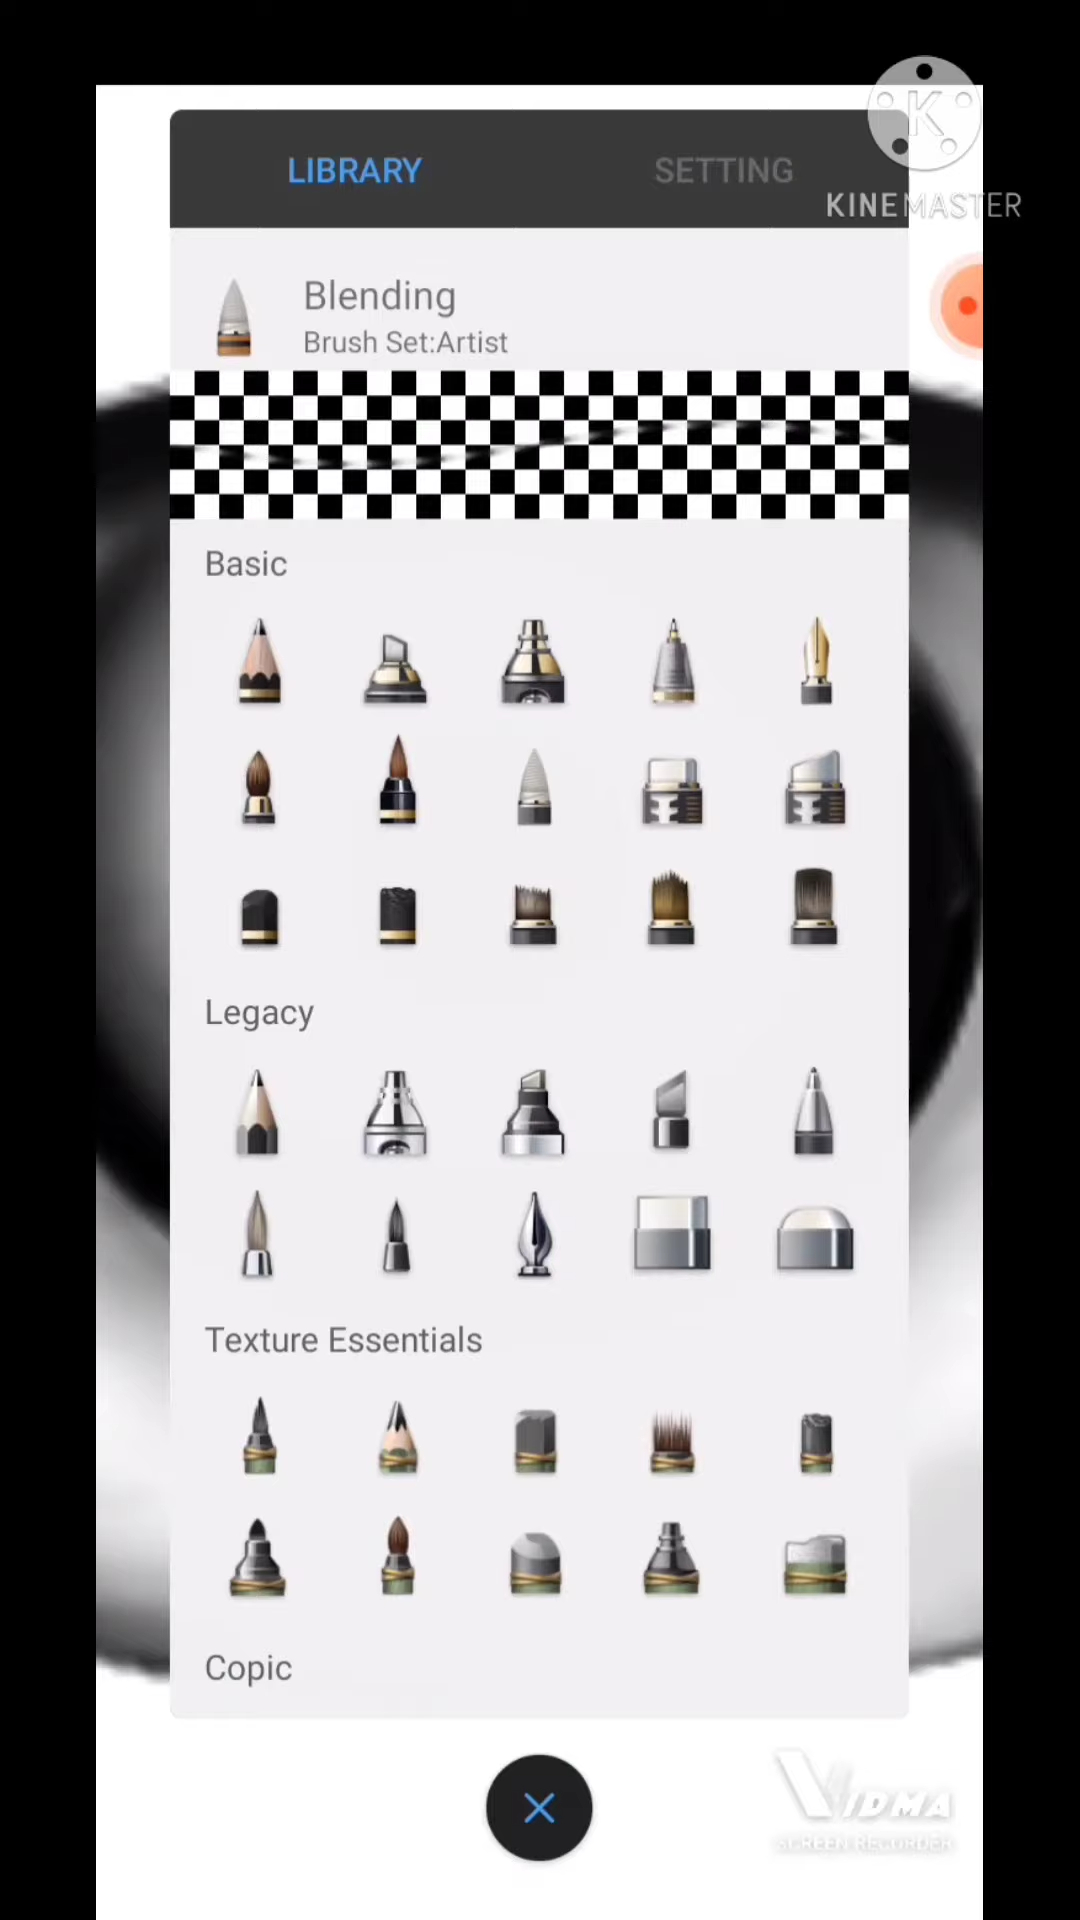 LIBRARY SETTING
K
KINEMASTER
Blending
Brush Set:Artist
Basic
Legacy
Texture Essentials
Copic
VIDMA
SCREEN RECORDER